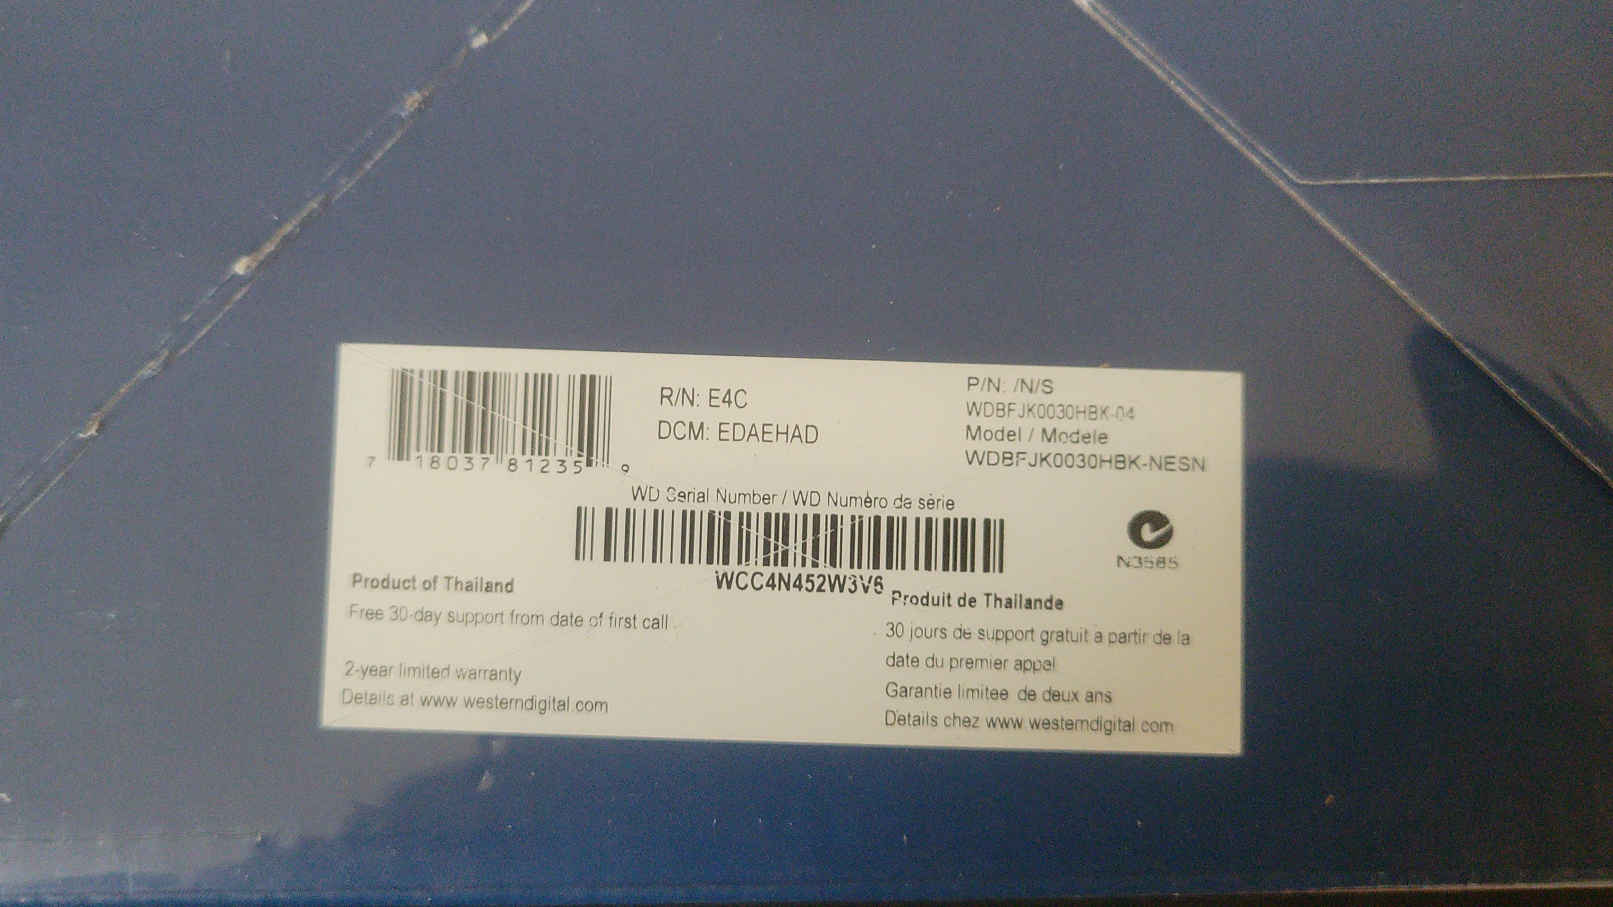 7 18037 81235 9
R/N: E4C
DCM: EDAEHAD
P/N: /N/S
WDBFJK0030HBK-04
Model / Modele
WDBFJK0030HBK-NESN
WD Serial Number / WD Numéro de série
WCC4N452W3V6
N3585
Product of Thailand
Free 30-day support from date of first call
2-year limited warranty
Details at www.westerndigital.com
Produit de Thailande
30 jours de support gratuit a partir de la
date du premier appel
Garantie limitee de deux ans
Details chez www.westerndigital.com